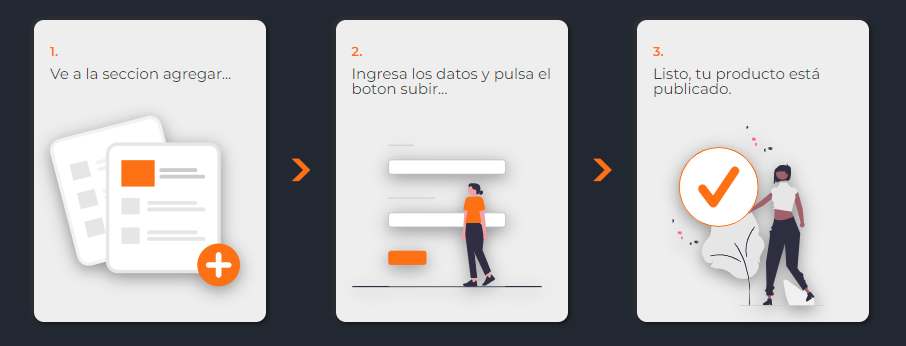 1.
Ve a la seccion agregar...
2.
Ingresa los datos y pulsa el
boton subir...
3.
Listo, tu producto está
publicado.